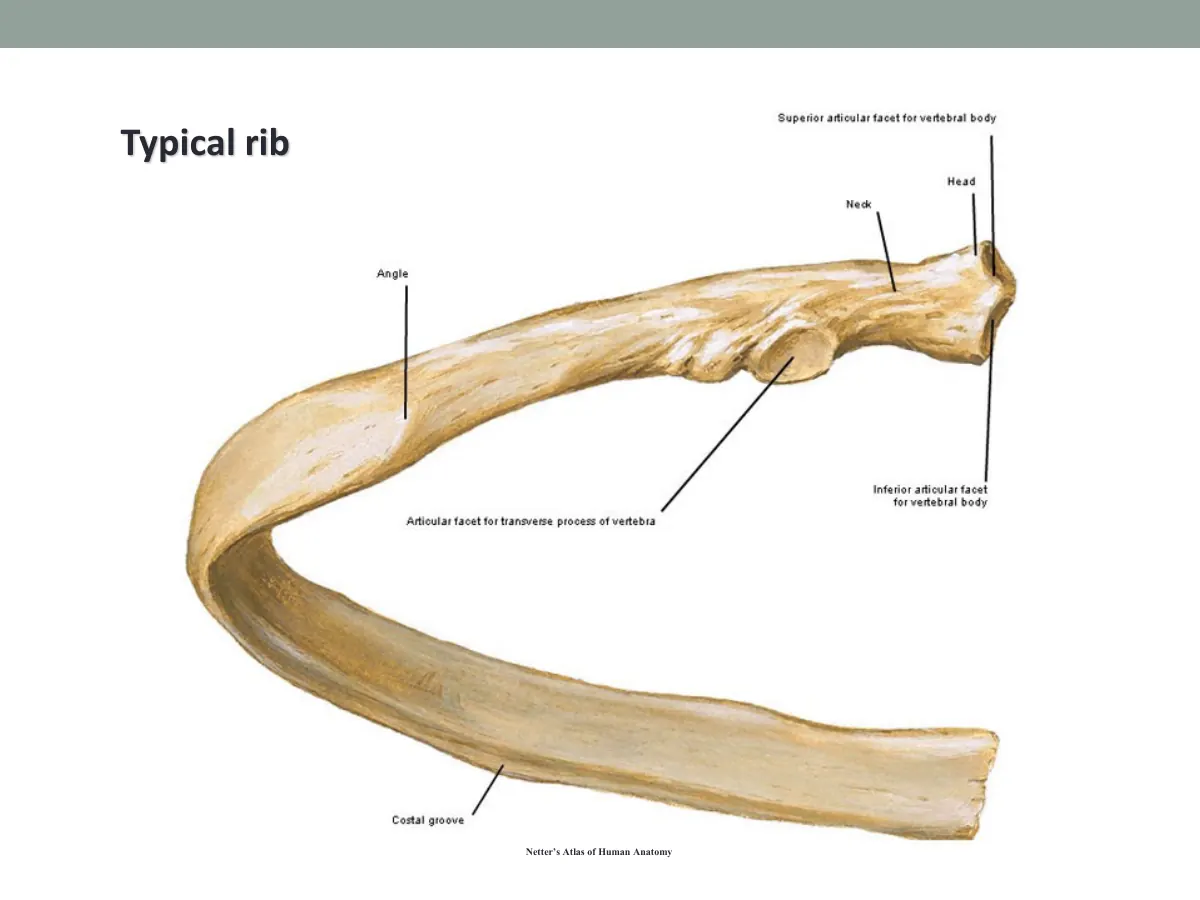 Typical rib
Superior articular facet for vertebral body
Head
Neck
Angle
Inferior articular facet
for vertebral body
Articular facet for transverse process of vertebra
Costal groove
Netter's Atlas of Human Anatomy